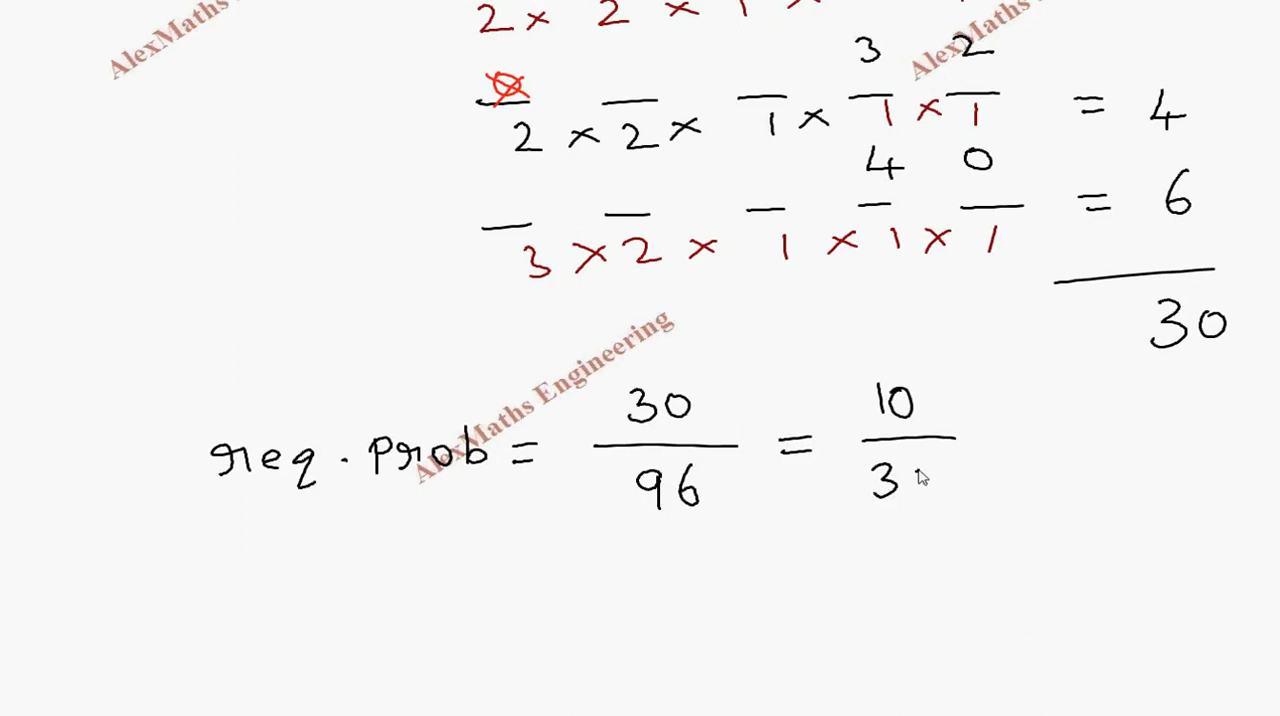 AlexMaths
AlexMaths
2 × 2 × 1 ×
3 2
2 × 2 × 1 × 1 × 1 = 4
4 0
3 × 2 × 1 × 1 × 1 = 6
30
AlexMaths Engineering
req. prob = 30/96 = 10/3